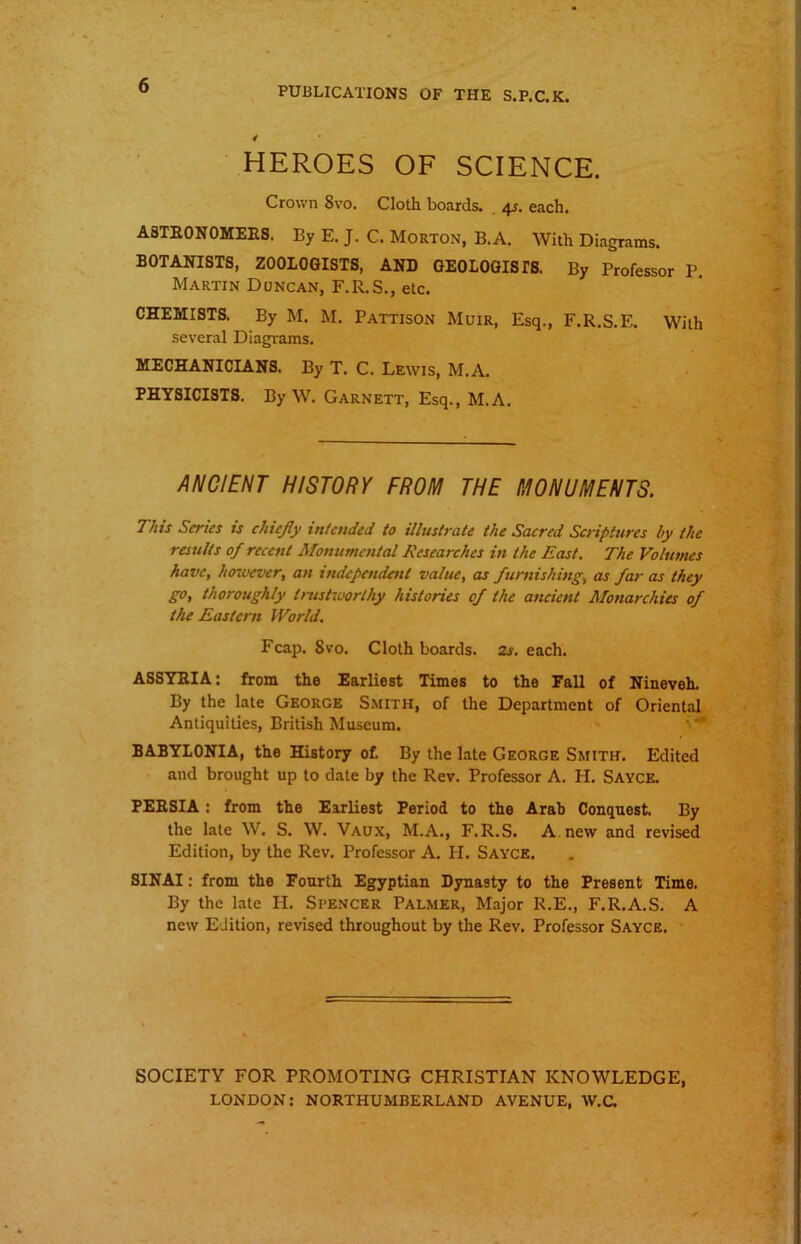 6
PUBLICATIONS OF THE S.P.C.K.
HEROES OF SCIENCE.
Crown 8vo. Cloth boards. 4s. each.
ASTRONOMERS. By E. J. C. MORTON, B.A. With Diagrams.
BOTANISTS, ZOOLOGISTS, AND GEOLOGISTS. By Professor P.
MARTIN DUNCAN, F.R.S., etc.
CHEMISTS. By M. M. PATTISON MUIR, Esq., F.R.S.E. With
several Diagrams.
MECHANICIANS. By T. C. LEWIS, M.A.
PHYSICISTS. By W. GARNETT, Esq., M.A.
ANCIENT HISTORY FROM THE MONUMENTS.
This Series is chiefly intended to illustrate the Sacred Scriptures by the
results of recent Monumental Researches in the East. The Volumes
have, however, an independent value, as furnishing, as far as they
go, thoroughly trustworthy histories of the ancient Monarchies of
the Eastern World.
Fcap. 8vo. Cloth boards. 2s. each.
ASSYRIA: from the Earliest Times to the Fall of Nineveh.
By the late GEORGE SMITH, of the Department of Oriental
Antiquities, British Museum.
BABYLONIA, the History of. By the late GEORGE SMITH. Edited
and brought up to date by the Rev. Professor A. H. SAYCE.
PERSIA: from the Earliest Period to the Arab Conquest. By
the late W. S. W. VAUX, M.A., F.R.S. A new and revised
Edition, by the Rev. Professor A. H. SAYCE.
SINAI: from the Fourth Egyptian Dynasty to the Present Time.
By the late H. SPENCER PALMER, Major R.E., F.R.A.S. A
new Edition, revised throughout by the Rev. Professor SAYCE.
SOCIETY FOR PROMOTING CHRISTIAN KNOWLEDGE,
LONDON: NORTHUMBERLAND AVENUE, W.C.